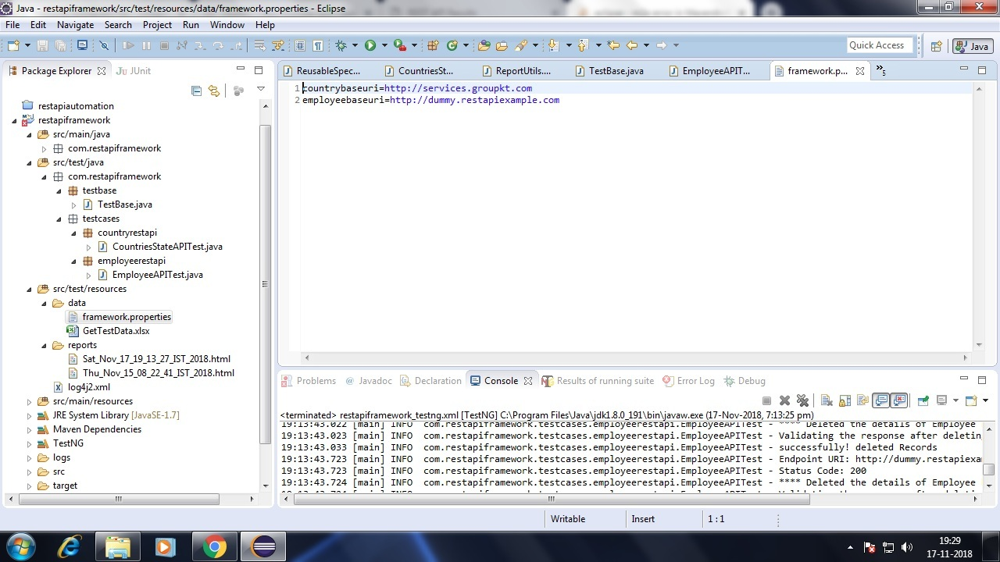 Java - restapiframework/src/test/resources/data/framework.properties - Eclipse
File Edit Navigate Search Project Run Window Help
Quick Access
Java
Package Explorer
JUnit
restapiautomation
restapiframework
src/main/java
com.restapiframework
src/test/java
com.restapiframework
testbase
TestBase.java
testcases
countryrestapi
CountriesStateAPITest.java
employeerestapi
EmployeeAPITest.java
src/test/resources
data
framework.properties
GetTestData.xlsx
reports
Sat_Nov_17_19_13_27_IST_2018.html
Thu_Nov_15_08_22_41_IST_2018.html
log4j2.xml
src/main/resources
JRE System Library [JavaSE-1.7]
Maven Dependencies
TestNG
logs
src
target
ReusableSpec... CountriesSt... ReportUtils.... TestBase.java EmployeeAPIT... framework.p... »5
1 countrybaseuri=http://services.groupkt.com
2 employeebaseuri=http://dummy.restapiexample.com
Problems @ Javadoc Declaration Console Results of running suite Error Log Debug
<terminated> restapiframework_testng.xml [TestNG] C:\Program Files\Java\jdk1.8.0_191\bin\javaw.exe (17-Nov-2018, 7:13:25 pm)
19:13:43.022 [main] INFO com.restapiframework.testcases.employeerestapi.EmployeeAPITest - **** Deleted the details of Employee
19:13:43.023 [main] INFO com.restapiframework.testcases.employeerestapi.EmployeeAPITest - Validating the response after deletin
19:13:43.033 [main] INFO com.restapiframework.testcases.employeerestapi.EmployeeAPITest - successfully! deleted Records
19:13:43.723 [main] INFO com.restapiframework.testcases.employeerestapi.EmployeeAPITest - Endpoint URI: http://dummy.restapiexa
19:13:43.723 [main] INFO com.restapiframework.testcases.employeerestapi.EmployeeAPITest - Status Code: 200
19:13:43.724 [main] INFO com.restapiframework.testcases.employeerestapi.EmployeeAPITest - **** Deleted the details of Employee
Writable Insert 1 : 1
19:29
17-11-2018